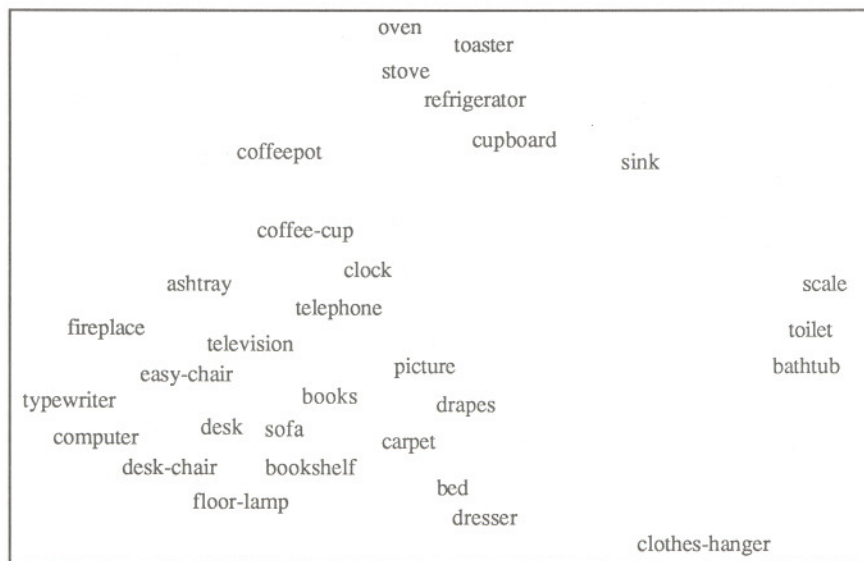 oven
toaster
stove
refrigerator
cupboard
coffeepot
sink
coffee-cup
clock
ashtray
scale
telephone
fireplace
toilet
television
picture
bathtub
easy-chair
books
typewriter
drapes
desk
sofa
computer
carpet
desk-chair
bookshelf
bed
floor-lamp
dresser
clothes-hanger